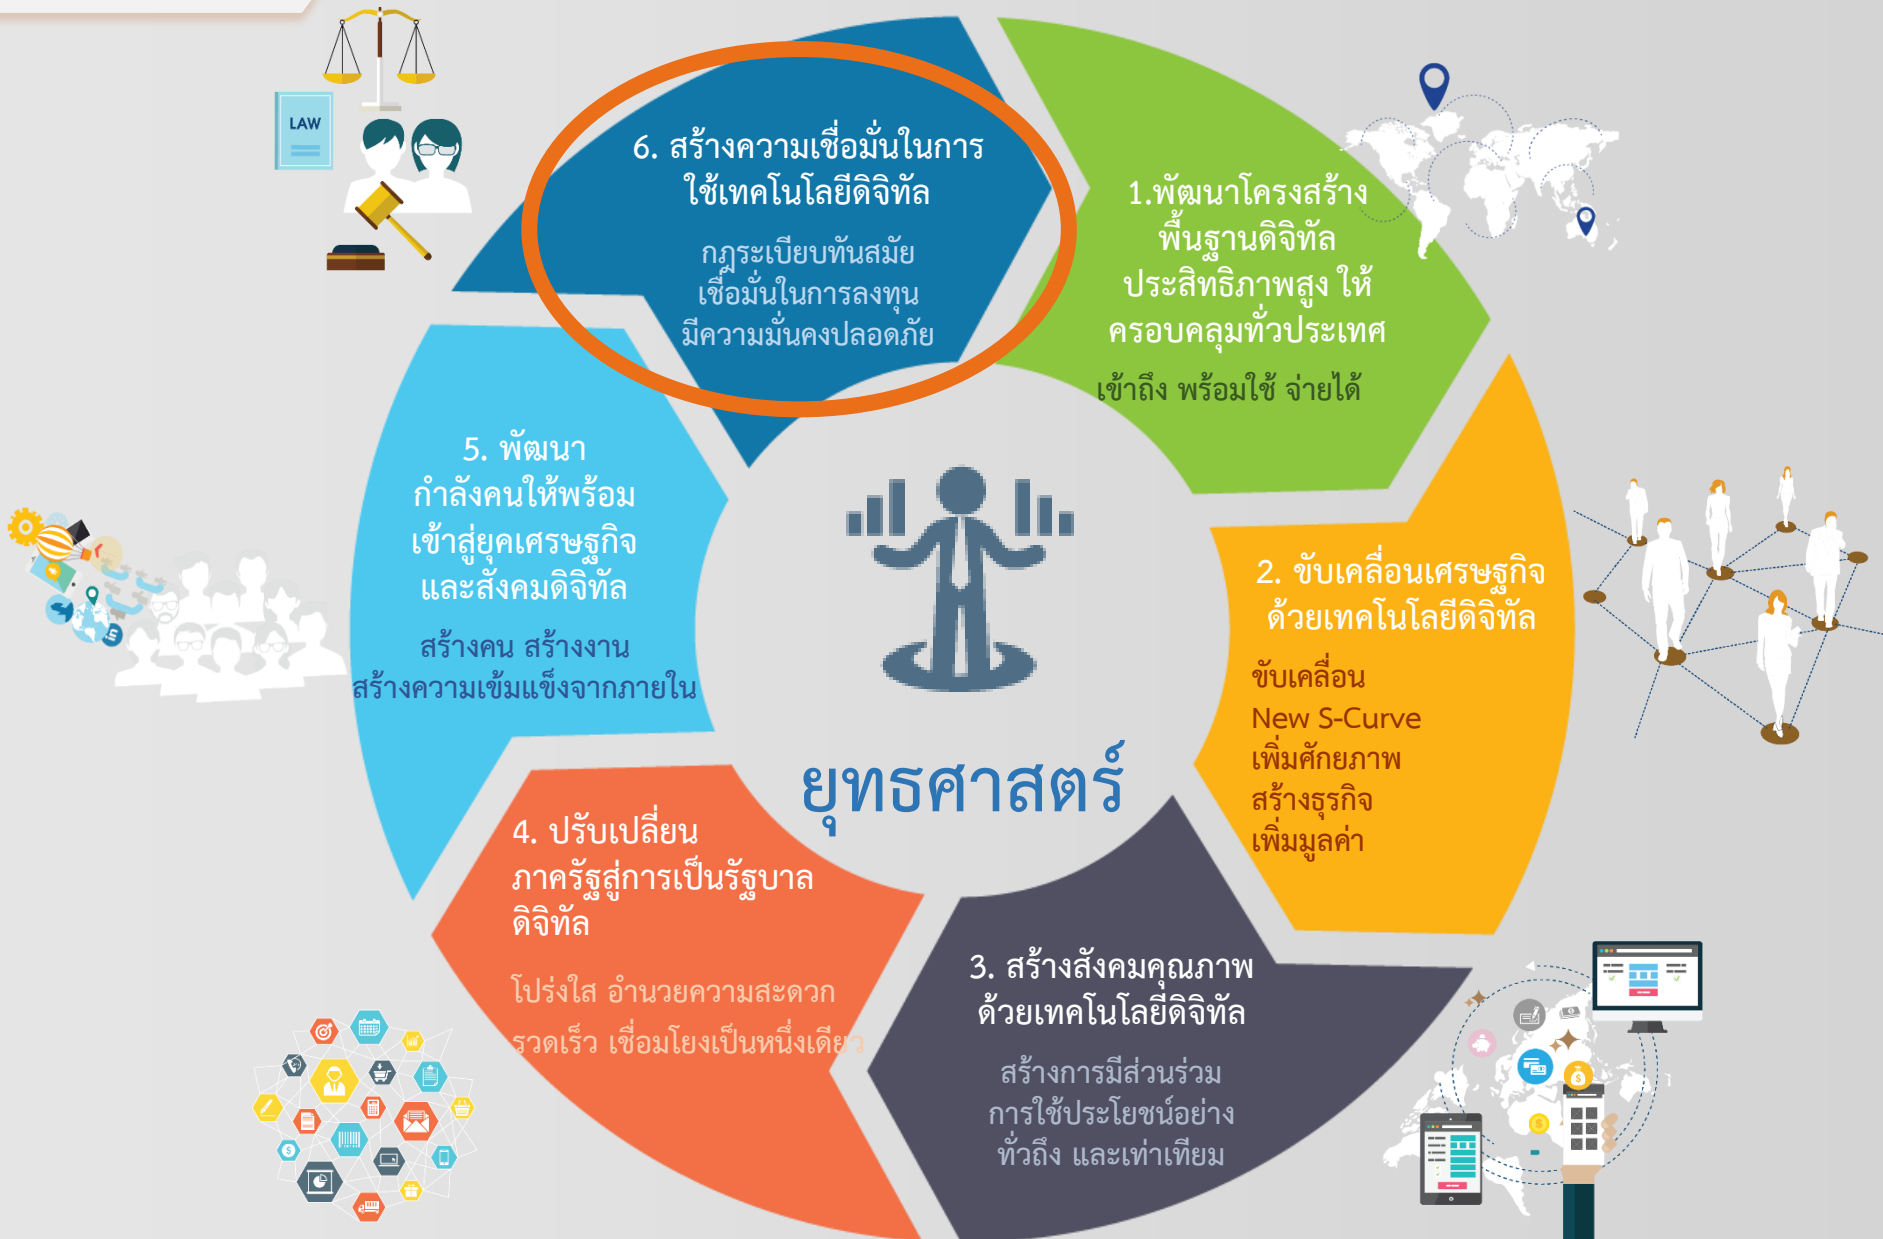 LAW
6. สร้างความเชื่อมั่นในการ
ใช้เทคโนโลยีดิจิทัล
กฎระเบียบทันสมัย
เชื่อมั่นในการลงทุน
มีความมั่นคงปลอดภัย
1.พัฒนาโครงสร้าง
พื้นฐานดิจิทัล
ประสิทธิภาพสูง ให้
ครอบคลุมทั่วประเทศ
เข้าถึง พร้อมใช้ จ่ายได้
2. ขับเคลื่อนเศรษฐกิจ
ด้วยเทคโนโลยีดิจิทัล
ขับเคลื่อน
New S-Curve
เพิ่มศักยภาพ
สร้างธุรกิจ
เพิ่มมูลค่า
3. สร้างสังคมคุณภาพ
ด้วยเทคโนโลยีดิจิทัล
สร้างการมีส่วนร่วม
การใช้ประโยชน์อย่าง
ทั่วถึง และเท่าเทียม
4. ปรับเปลี่ยน
ภาครัฐสู่การเป็นรัฐบาล
ดิจิทัล
โปร่งใส อำนวยความสะดวก
รวดเร็ว เชื่อมโยงเป็นหนึ่งเดียว
5. พัฒนา
กำลังคนให้พร้อม
เข้าสู่ยุคเศรษฐกิจ
และสังคมดิจิทัล
สร้างคน สร้างงาน
สร้างความเข้มแข็งจากภายใน
ยุทธศาสตร์